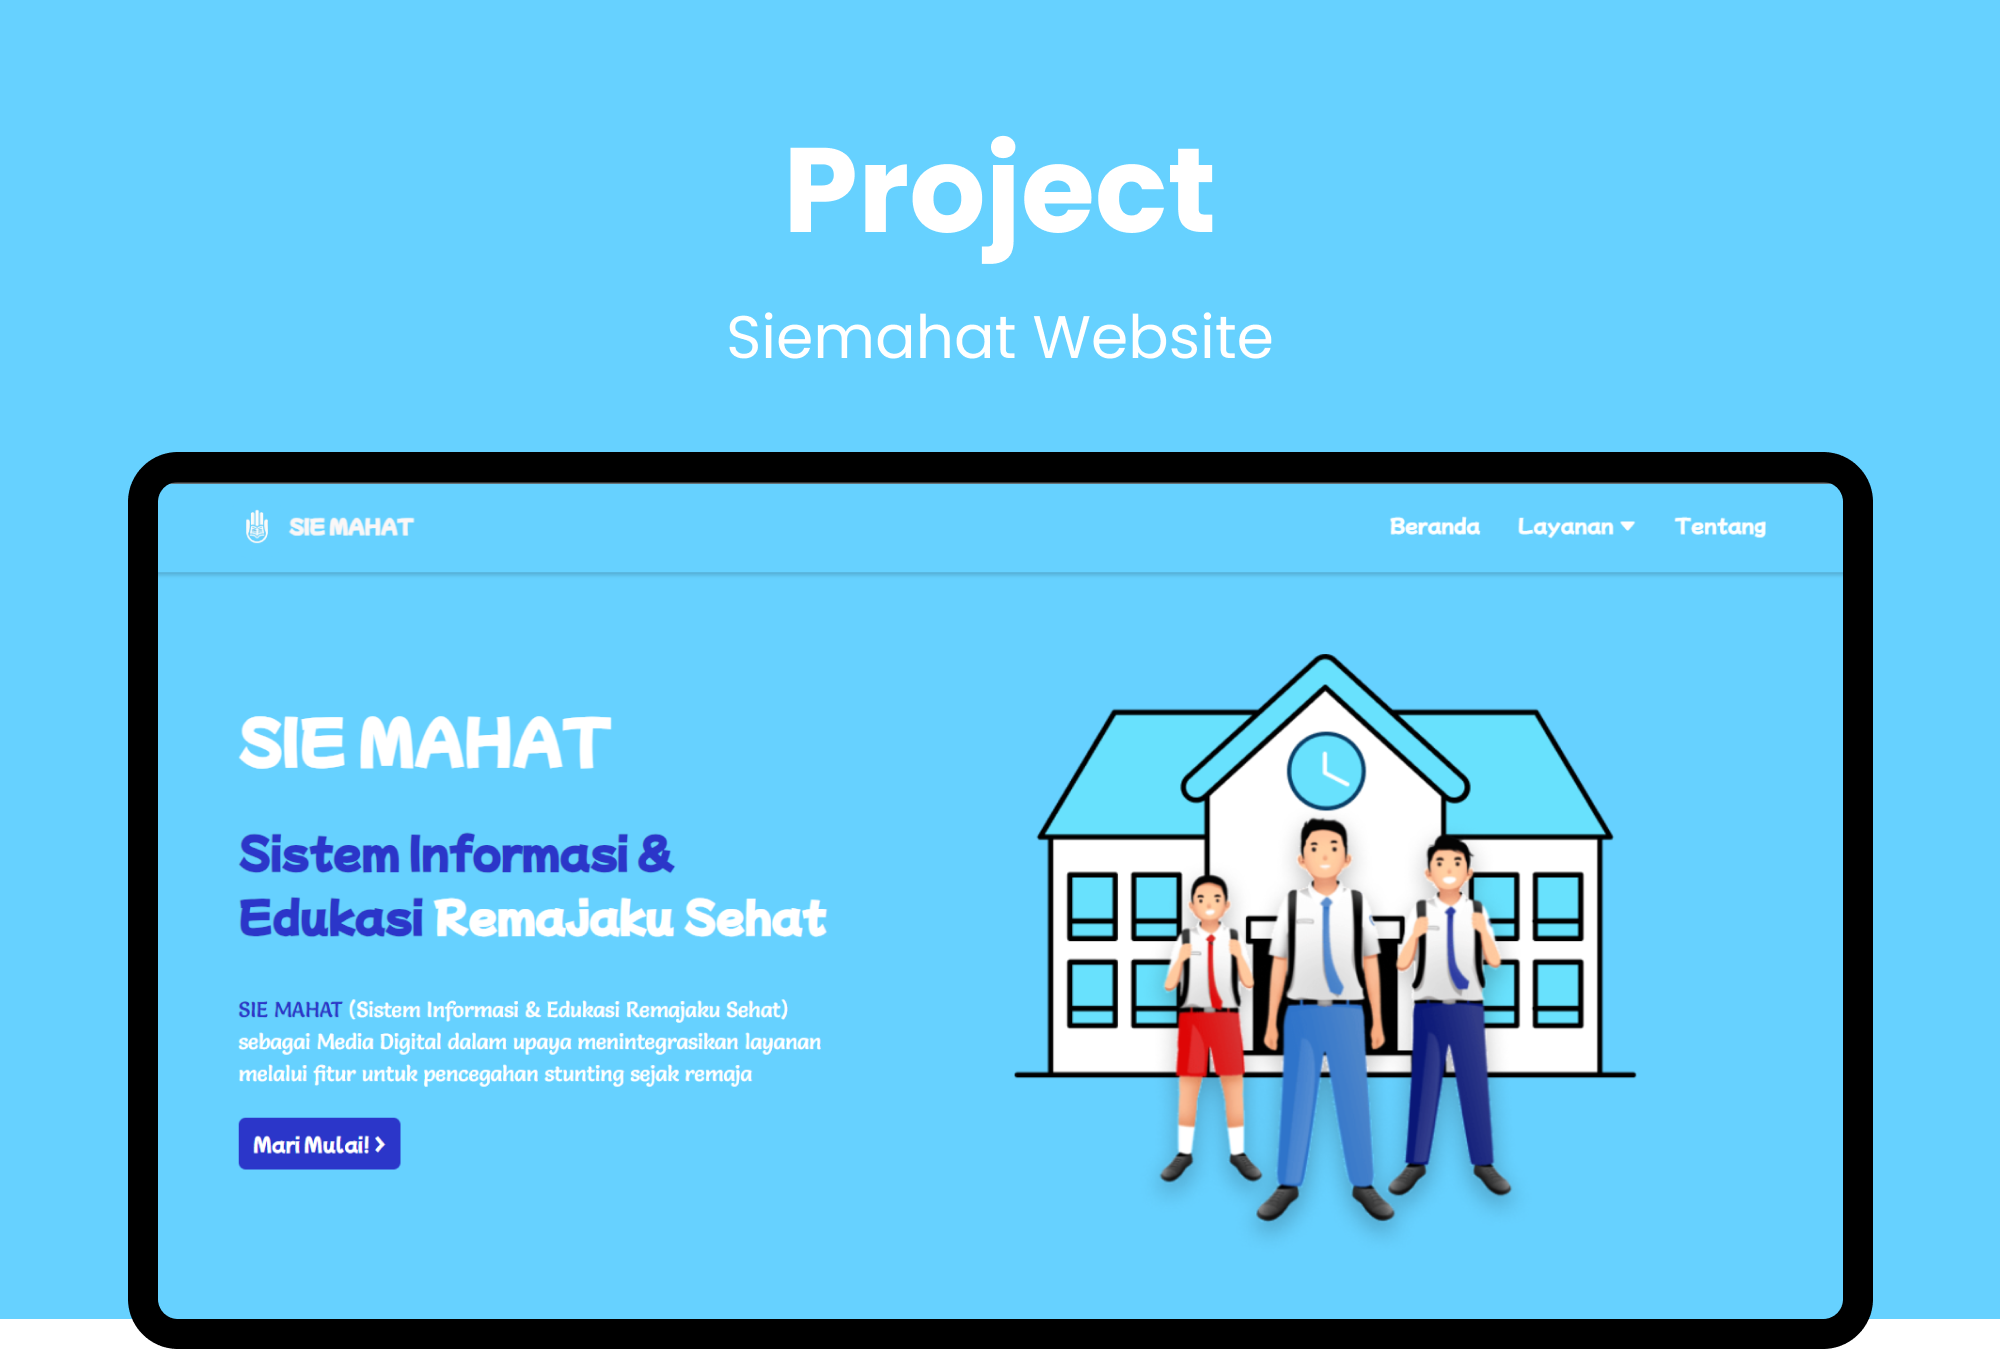 Project
Siemahat Website
SIE MAHAT
Beranda Layanan Tentang
SIE MAHAT
Sistem Informasi &
Edukasi Remajaku Sehat
SIE MAHAT (Sistem Informasi & Edukasi Remajaku Sehat)
sebagai Media Digital dalam upaya menintegrasikan layanan
melalui fitur untuk pencegahan stunting sejak remaja
Mari Mulai! >